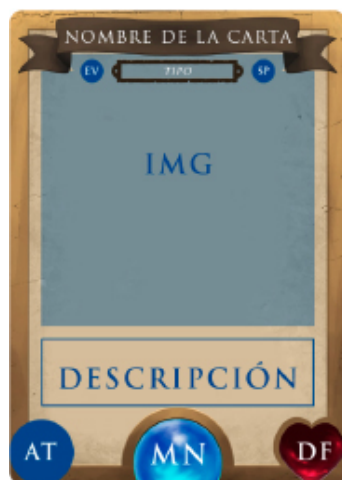 NOMBRE DE LA CARTA
EV TIPO SP
IMG
DESCRIPCIÓN
AT MN DF